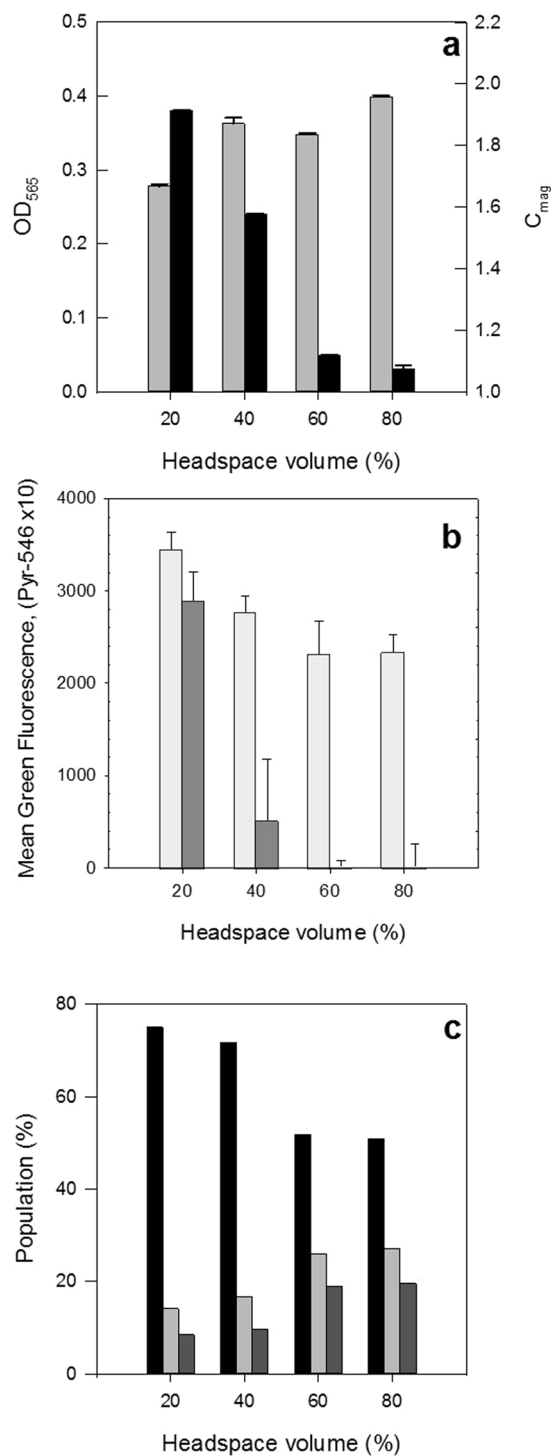 a
OD565
0.5
0.4
0.3
0.2
0.1
0.0
2.2
2.0
1.8
1.6
1.4
1.2
1.0
Cmag
20 40 60 80
Headspace volume (%)
b
Mean Green Fluorescence, (Pyr-546 x10)
4000
3000
2000
1000
0
20 40 60 80
Headspace volume (%)
c
Population (%)
80
60
40
20
0
20 40 60 80
Headspace volume (%)